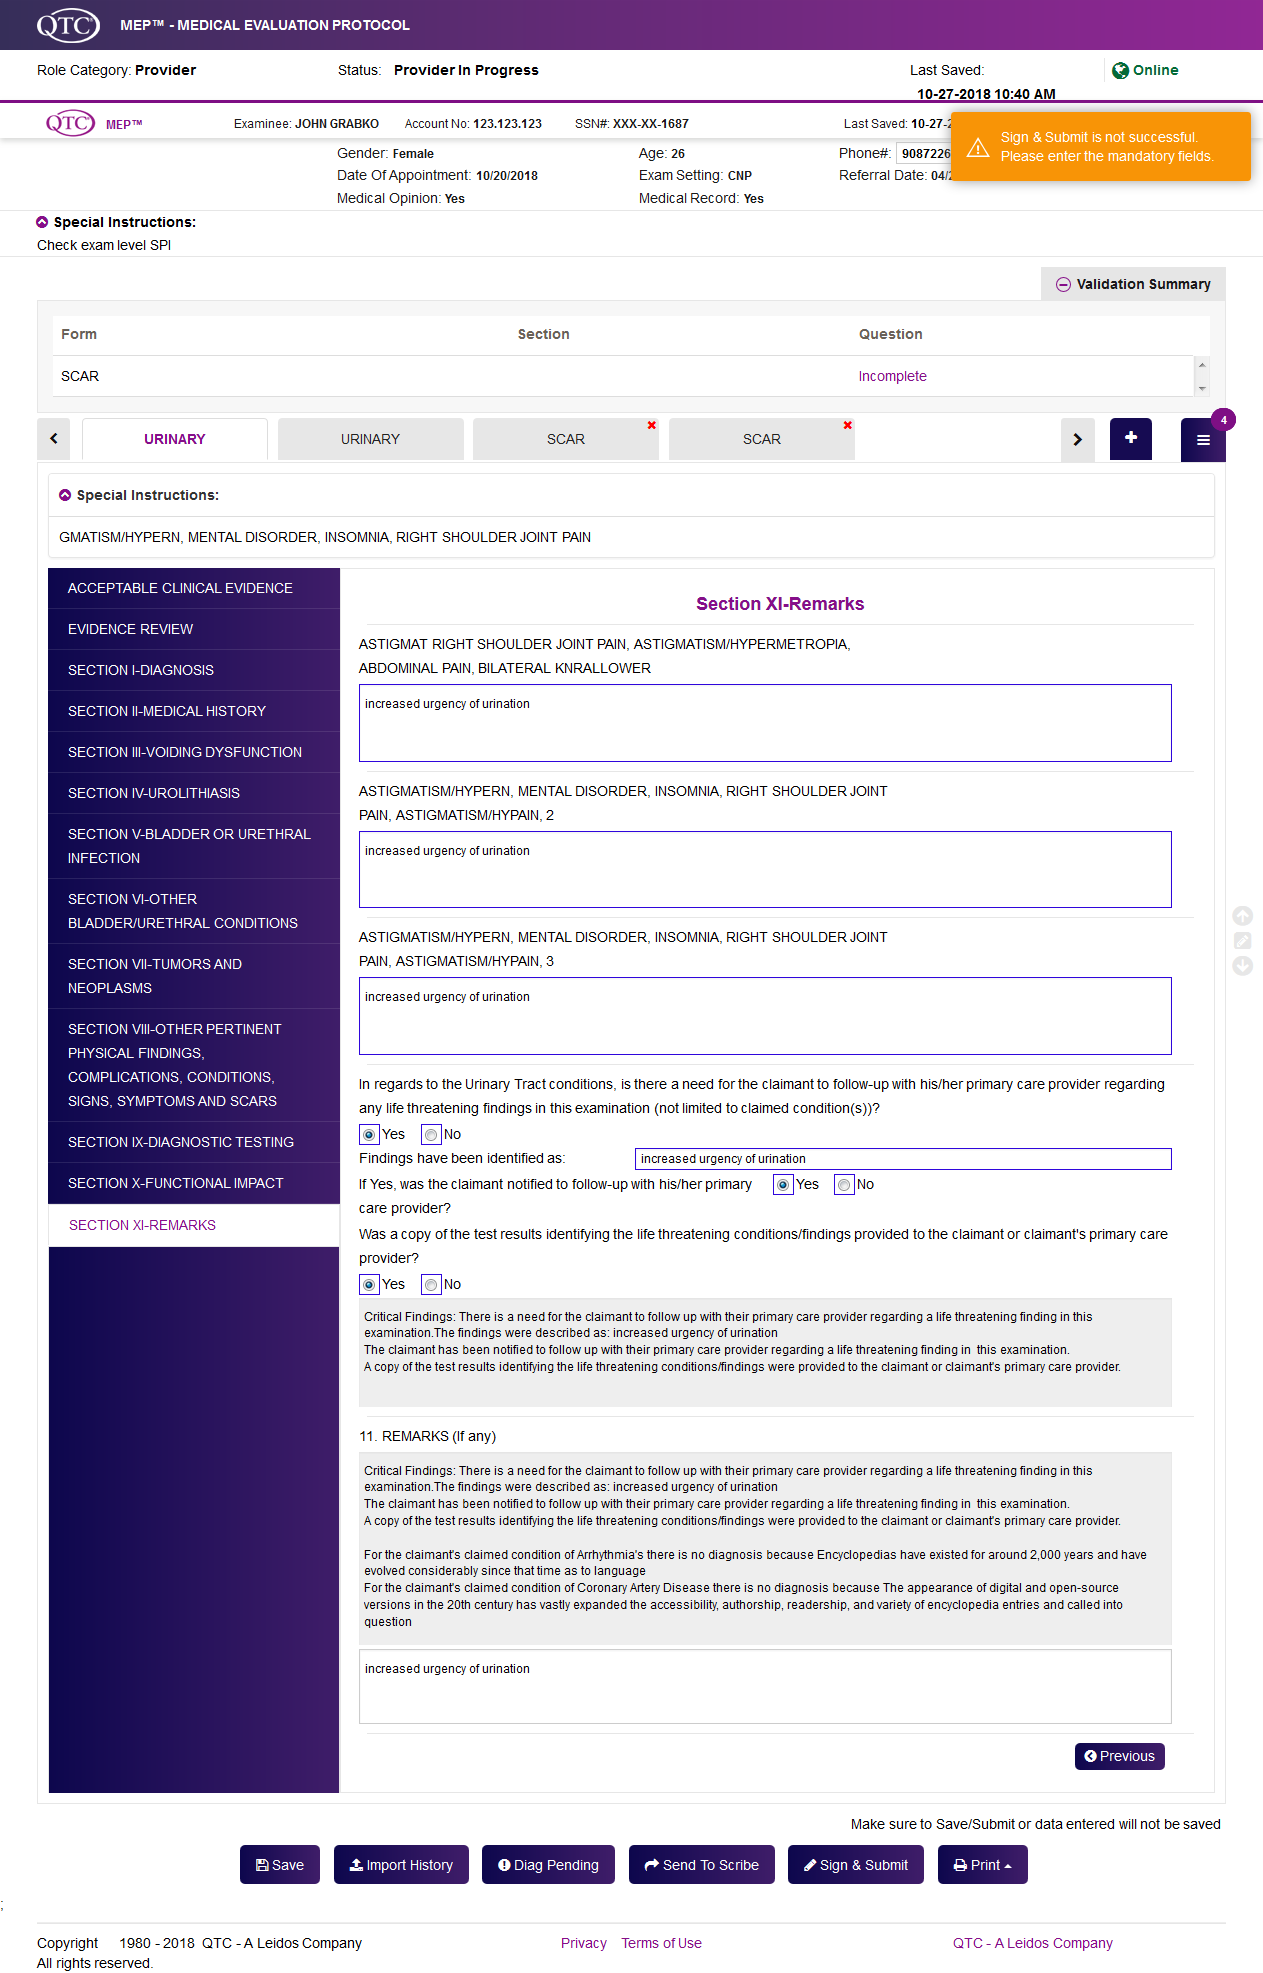 QTC® MEP™ - MEDICAL EVALUATION PROTOCOL
Role Category: Provider Status: Provider In Progress Last Saved: Online
10-27-2018 10:40 AM
QTC® MEP™ Examinee: JOHN GRABKO Account No: 123.123.123 SSN#: XXX-XX-1687 Last Saved: 10-27-2
Sign & Submit is not successful.
Please enter the mandatory fields.
Gender: Female Age: 26 Phone#: 9087226
Date Of Appointment: 10/20/2018 Exam Setting: CNP Referral Date: 04/2
Medical Opinion: Yes Medical Record: Yes
Special Instructions:
Check exam level SPI
Validation Summary
Form Section Question
SCAR Incomplete
URINARY URINARY SCAR SCAR 4
Special Instructions:
GMATISM/HYPERN, MENTAL DISORDER, INSOMNIA, RIGHT SHOULDER JOINT PAIN
ACCEPTABLE CLINICAL EVIDENCE
EVIDENCE REVIEW
SECTION I-DIAGNOSIS
SECTION II-MEDICAL HISTORY
SECTION III-VOIDING DYSFUNCTION
SECTION IV-UROLITHIASIS
SECTION V-BLADDER OR URETHRAL
INFECTION
SECTION VI-OTHER
BLADDER/URETHRAL CONDITIONS
SECTION VII-TUMORS AND
NEOPLASMS
SECTION VIII-OTHER PERTINENT
PHYSICAL FINDINGS,
COMPLICATIONS, CONDITIONS,
SIGNS, SYMPTOMS AND SCARS
SECTION IX-DIAGNOSTIC TESTING
SECTION X-FUNCTIONAL IMPACT
SECTION XI-REMARKS
Section XI-Remarks
ASTIGMAT RIGHT SHOULDER JOINT PAIN, ASTIGMATISM/HYPERMETROPIA,
ABDOMINAL PAIN, BILATERAL KNRALLOWER
increased urgency of urination
ASTIGMATISM/HYPERN, MENTAL DISORDER, INSOMNIA, RIGHT SHOULDER JOINT
PAIN, ASTIGMATISM/HYPAIN, 2
increased urgency of urination
ASTIGMATISM/HYPERN, MENTAL DISORDER, INSOMNIA, RIGHT SHOULDER JOINT
PAIN, ASTIGMATISM/HYPAIN, 3
increased urgency of urination
In regards to the Urinary Tract conditions, is there a need for the claimant to follow-up with his/her primary care provider regarding
any life threatening findings in this examination (not limited to claimed condition(s))?
Yes No
Findings have been identified as: increased urgency of urination
If Yes, was the claimant notified to follow-up with his/her primary Yes No
care provider?
Was a copy of the test results identifying the life threatening conditions/findings provided to the claimant or claimant's primary care
provider?
Yes No
Critical Findings: There is a need for the claimant to follow up with their primary care provider regarding a life threatening finding in this
examination.The findings were described as: increased urgency of urination
The claimant has been notified to follow up with their primary care provider regarding a life threatening finding in this examination.
A copy of the test results identifying the life threatening conditions/findings were provided to the claimant or claimant's primary care provider.
11. REMARKS (If any)
Critical Findings: There is a need for the claimant to follow up with their primary care provider regarding a life threatening finding in this
examination.The findings were described as: increased urgency of urination
The claimant has been notified to follow up with their primary care provider regarding a life threatening finding in this examination.
A copy of the test results identifying the life threatening conditions/findings were provided to the claimant or claimant's primary care provider.
For the claimant's claimed condition of Arrhythmia's there is no diagnosis because Encyclopedias have existed for around 2,000 years and have
evolved considerably since that time as to language
For the claimant's claimed condition of Coronary Artery Disease there is no diagnosis because The appearance of digital and open-source
versions in the 20th century has vastly expanded the accessibility, authorship, readership, and variety of encyclopedia entries and called into
question
increased urgency of urination
Previous
Make sure to Save/Submit or data entered will not be saved
Save Import History Diag Pending Send To Scribe Sign & Submit Print
;
Copyright 1980 - 2018 QTC - A Leidos Company Privacy Terms of Use QTC - A Leidos Company
All rights reserved.